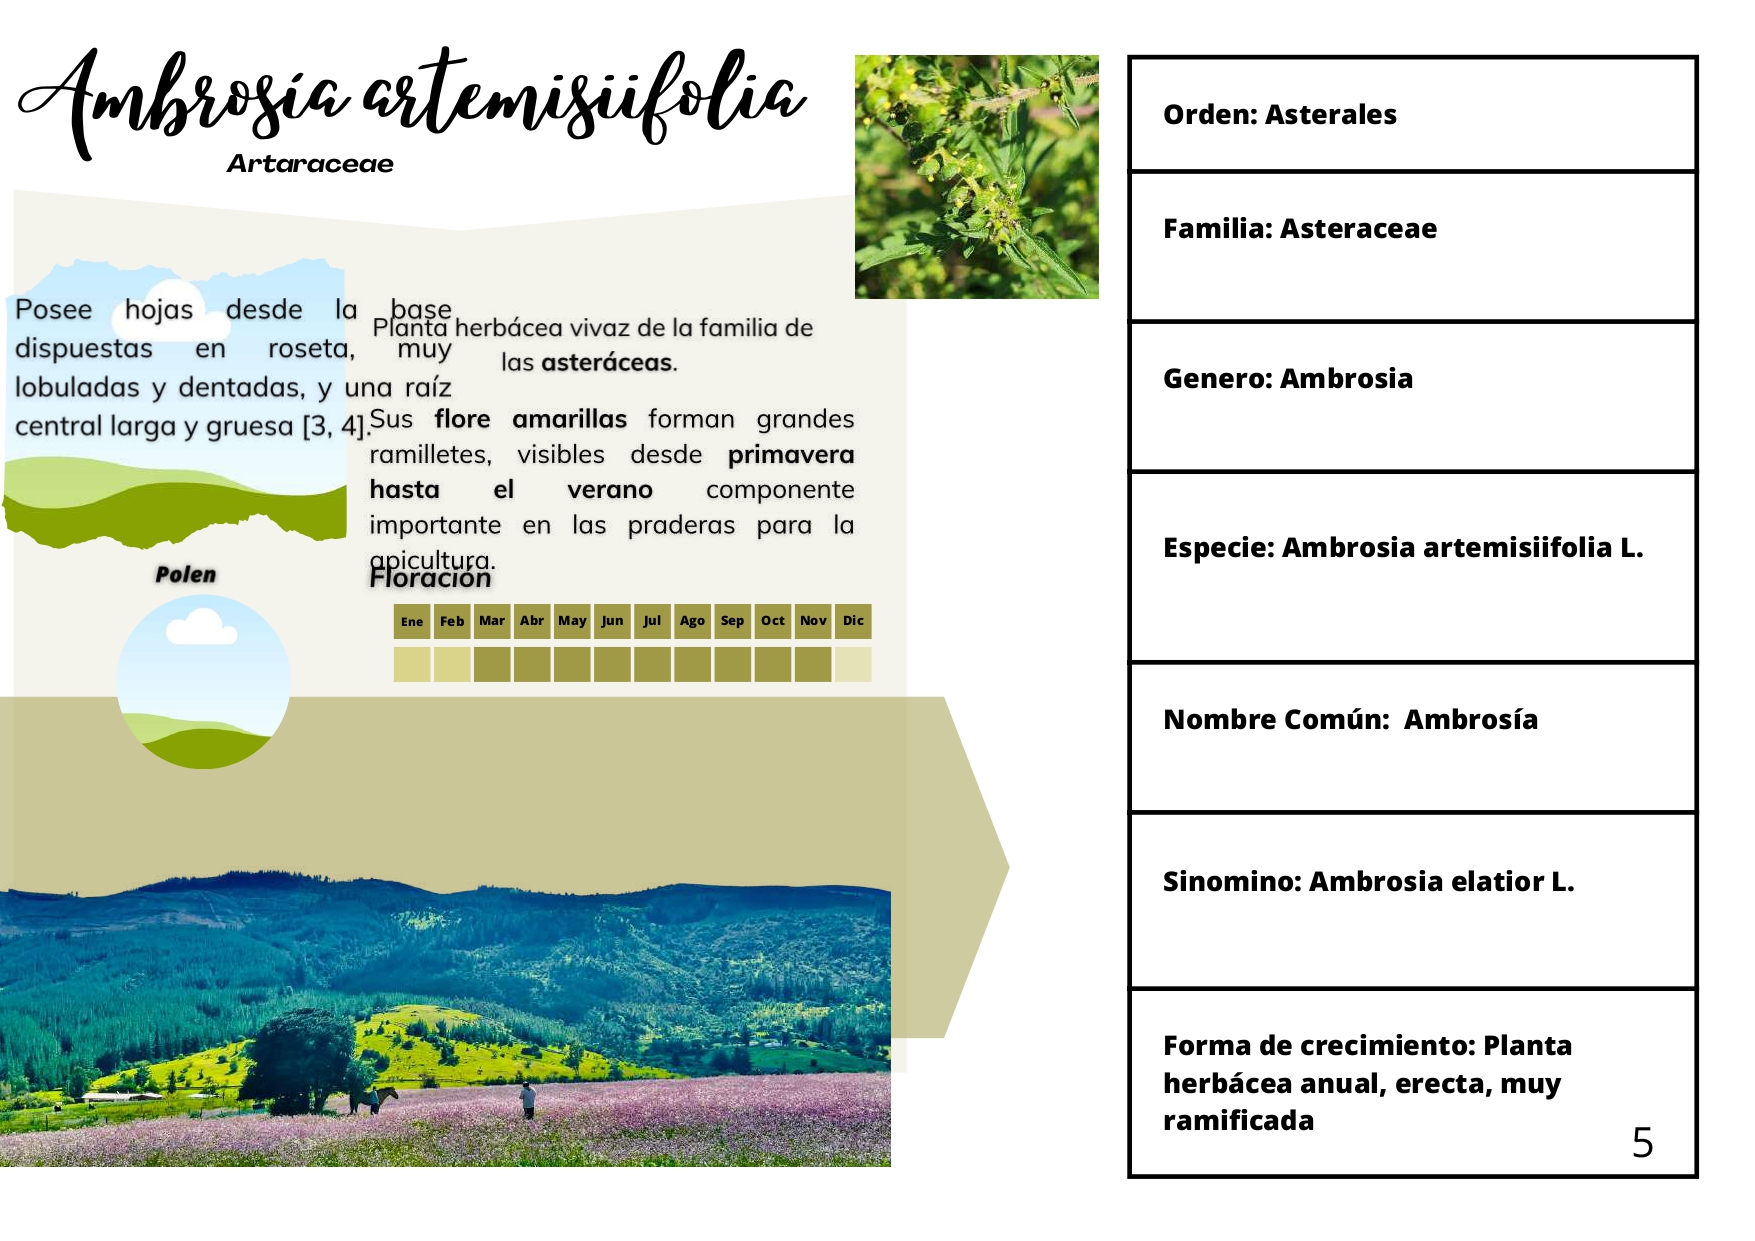 Ambrosía artemisiifolia
Artaraceae
Posee hojas desde la base
dispuestas en roseta, muy
lobuladas y dentadas, y una raíz
central larga y gruesa [3, 4].
Planta herbácea vivaz de la familia de
las asteráceas.
Sus flore amarillas forman grandes
ramilletes, visibles desde primavera
hasta el verano componente
importante en las praderas para la
apicultura.
Polen
Floración
Ene Feb Mar Abr May Jun Jul Ago Sep Oct Nov Dic
Orden: Asterales
Familia: Asteraceae
Genero: Ambrosia
Especie: Ambrosia artemisiifolia L.
Nombre Común: Ambrosía
Sinomino: Ambrosia elatior L.
Forma de crecimiento: Planta
herbácea anual, erecta, muy
ramificada
5